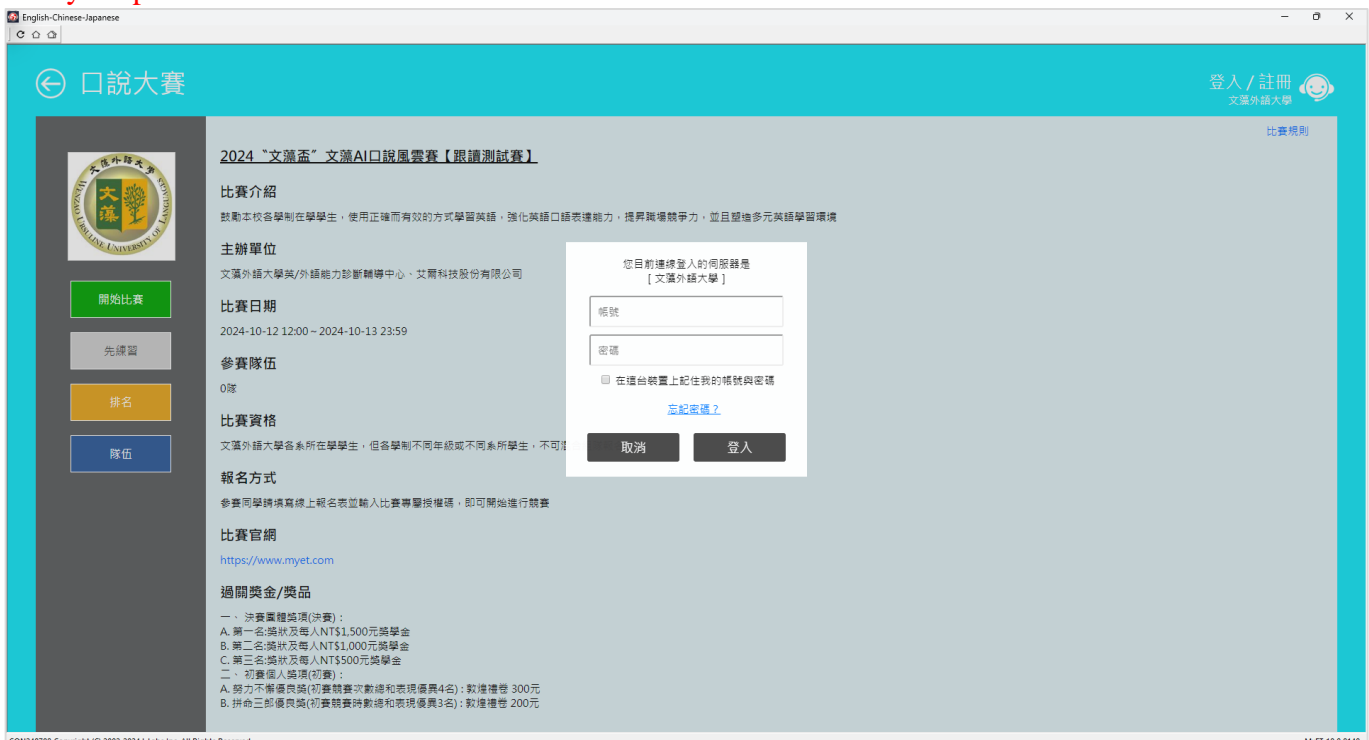 English-Chinese-Japanese
口說大賽
登入 / 註冊
文藻外語大學
比賽規則
文藻外語大學
文藻
WENZAO URSULINE UNIVERSITY OF LANGUAGES
2024〝文藻盃〞文藻AI口說風雲賽【跟讀測試賽】
比賽介紹
鼓勵本校各學制在學學生，使用正確而有效的方式學習英語，強化英語口語表達能力，提昇職場競爭力，並且塑造多元英語學習環境
主辦單位
文藻外語大學英/外語能力診斷輔導中心、艾爾科技股份有限公司
比賽日期
2024-10-12 12:00 ~ 2024-10-13 23:59
參賽隊伍
0隊
比賽資格
文藻外語大學各系所在學學生，但各學制不同年級或不同系所學生，不可
報名方式
參賽同學請填寫線上報名表並輸入比賽專屬授權碼，即可開始進行競賽
比賽官網
https://www.myet.com
過關獎金/獎品
一、 決賽團體獎項(決賽)：
A. 第一名:獎狀及每人NT$1,500元獎學金
B. 第二名:獎狀及每人NT$1,000元獎學金
C. 第三名:獎狀及每人NT$500元獎學金
二、 初賽個人獎項(初賽)：
A. 努力不懈優良獎(初賽競賽次數總和表現優異4名) : 敦煌禮卷 300元
B. 拼命三郎優良獎(初賽競賽時數總和表現優異3名) : 敦煌禮卷 200元
開始比賽
先練習
排名
隊伍
您目前連線登入的伺服器是
[ 文藻外語大學 ]
帳號
密碼
在這台裝置上記住我的帳號與密碼
忘記密碼？
取消
登入